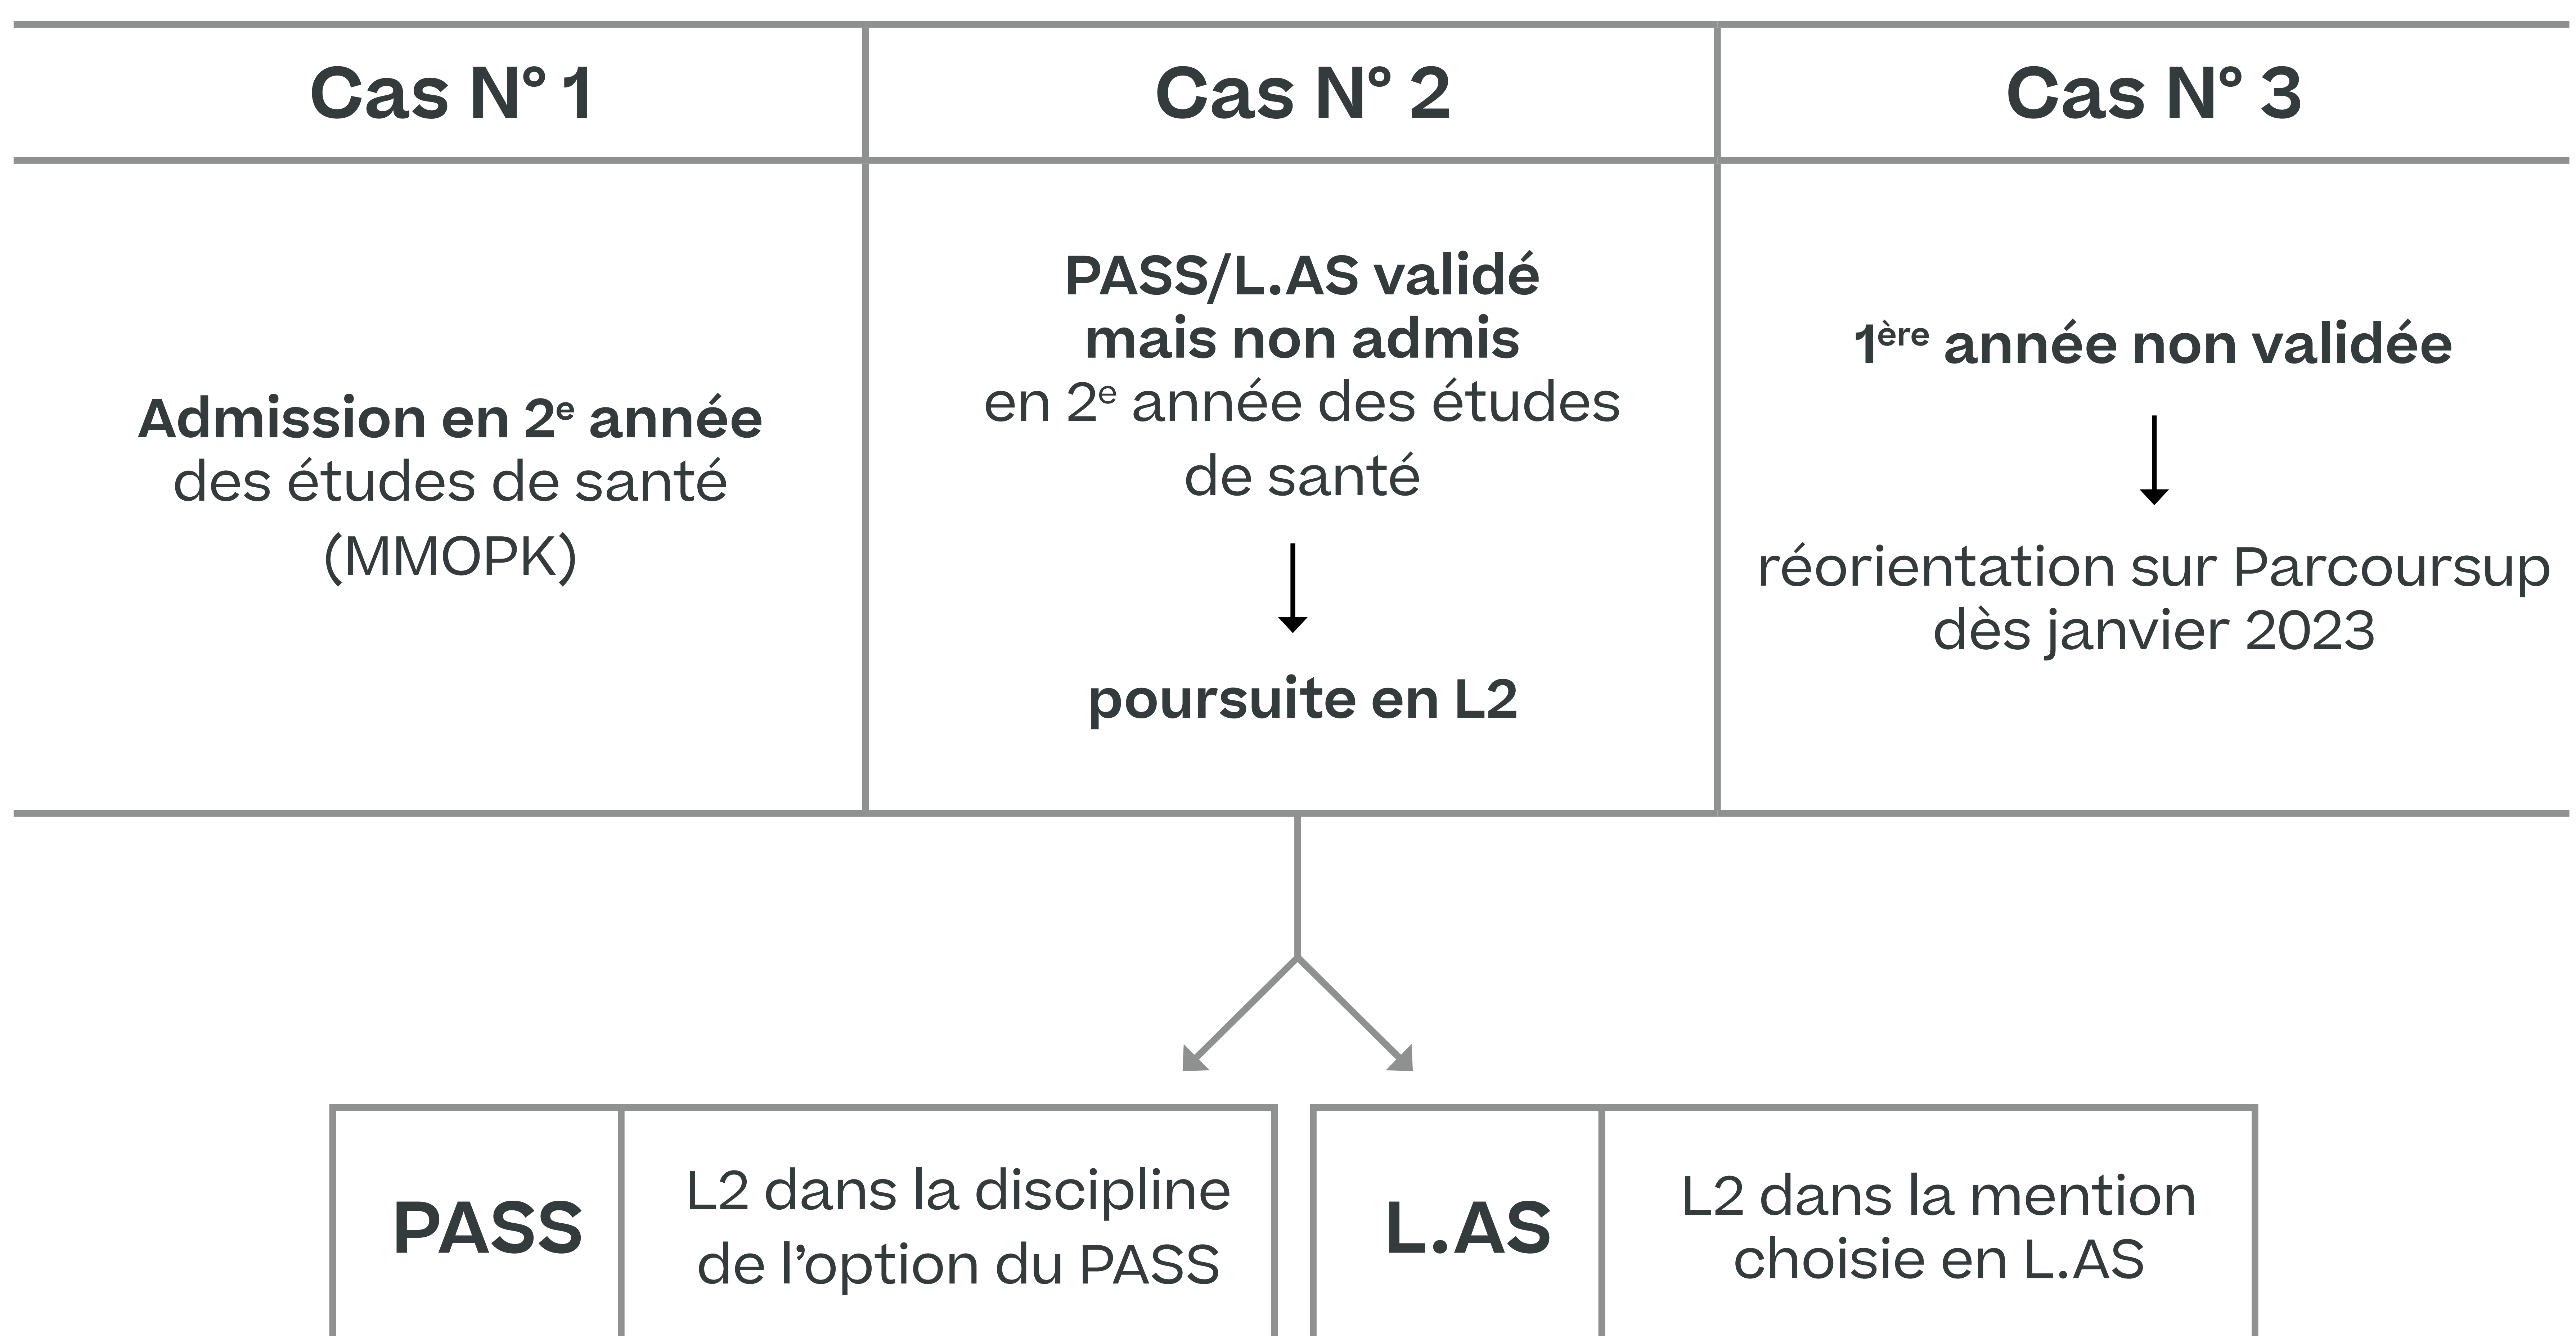 Cas N° 1
Cas N° 2
Cas N° 3
Admission en 2e année
des études de santé
(MMOPK)
PASS/L.AS validé
mais non admis
en 2e année des études
de santé
poursuite en L2
1ère année non validée
réorientation sur Parcoursup
dès janvier 2023
PASS
L2 dans la discipline
de l’option du PASS
L.AS
L2 dans la mention
choisie en L.AS